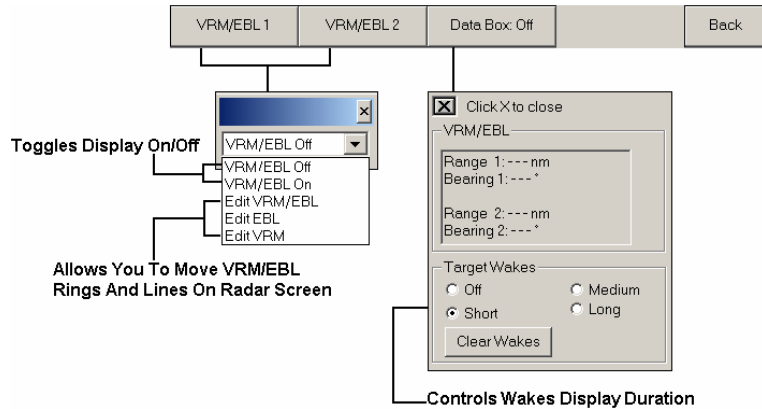 VRM/EBL 1
VRM/EBL 2
Data Box: Off
Back
Toggles Display On/Off
VRM/EBL Off
VRM/EBL Off
VRM/EBL On
Edit VRM/EBL
Edit EBL
Edit VRM
Allows You To Move VRM/EBL
Rings And Lines On Radar Screen
X Click X to close
VRM/EBL
Range 1: --- nm
Bearing 1: --- °
Range 2: --- nm
Bearing 2: --- °
Target Wakes
Off
Medium
Short
Long
Clear Wakes
Controls Wakes Display Duration